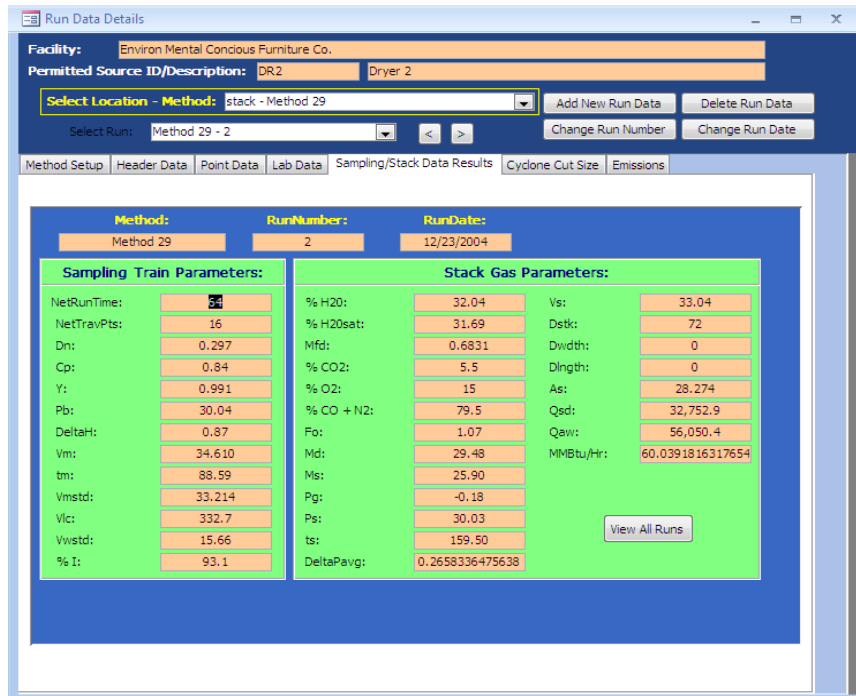 Run Data Details
Facility: Environ Mental Concious Furniture Co.
Permitted Source ID/Description: DR2 Dryer 2
Select Location - Method: stack - Method 29 Add New Run Data Delete Run Data
Select Run: Method 29 - 2 < > Change Run Number Change Run Date
Method Setup Header Data Point Data Lab Data Sampling/Stack Data Results Cyclone Cut Size Emissions
Method: RunNumber: RunDate:
Method 29 2 12/23/2004
Sampling Train Parameters: Stack Gas Parameters:
NetRunTime: 64 % H20: 32.04 Vs: 33.04
NetTravPts: 16 % H20sat: 31.69 Dstk: 72
Dn: 0.297 Mfd: 0.6831 Dwdth: 0
Cp: 0.84 % CO2: 5.5 Dlngth: 0
Y: 0.991 % O2: 15 As: 28.274
Pb: 30.04 % CO + N2: 79.5 Qsd: 32,752.9
DeltaH: 0.87 Fo: 1.07 Qaw: 56,050.4
Vm: 34.610 Md: 29.48 MMBtu/Hr: 60.0391816317654
tm: 88.59 Ms: 25.90
Vmstd: 33.214 Pg: -0.18
Vlc: 332.7 Ps: 30.03 View All Runs
Vwstd: 15.66 ts: 159.50
% I: 93.1 DeltaPavg: 0.2658336475638